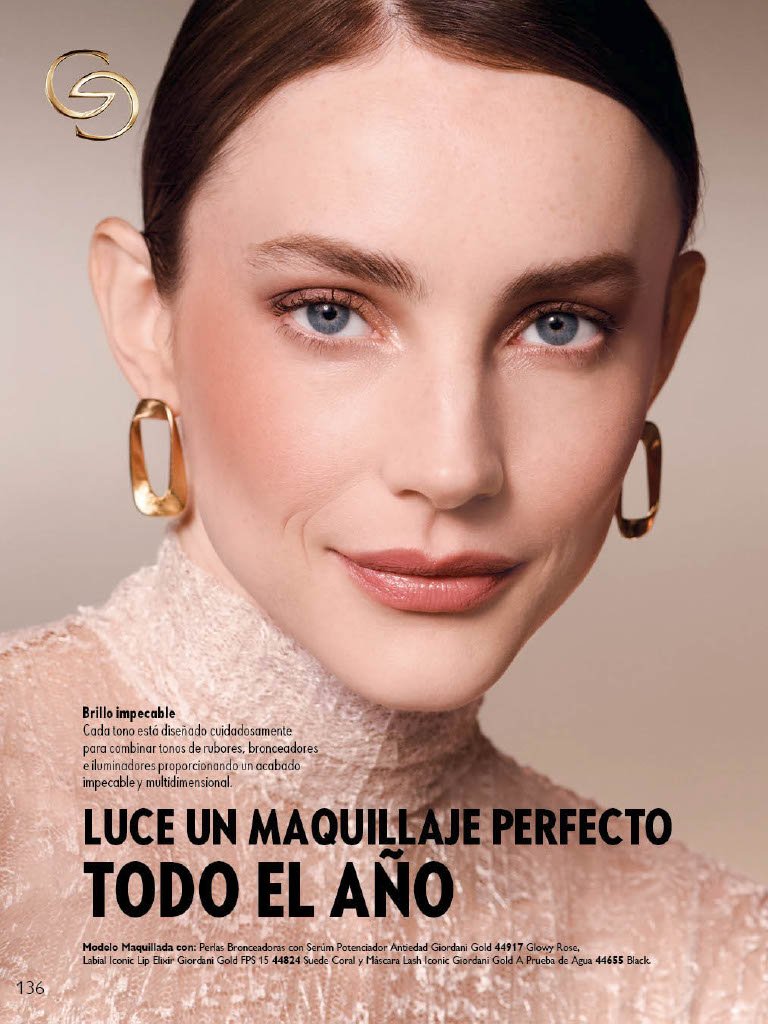 Brillo impecable
Cada tono está diseñado cuidadosamente
para combinar tonos de rubores, bronceadores
e iluminadores proporcionando un acabado
impecable y multidimensional.
LUCE UN MAQUILLAJE PERFECTO
TODO EL AÑO
Modelo Maquillada con: Perlas Bronceadoras con Serúm Potenciador Antiedad Giordani Gold 44917 Glowy Rose,
Labial Iconic Lip Elixir Giordani Gold FPS 15 44824 Suede Coral y Máscara Lash Iconic Giordani Gold A Prueba de Agua 44655 Black.
136